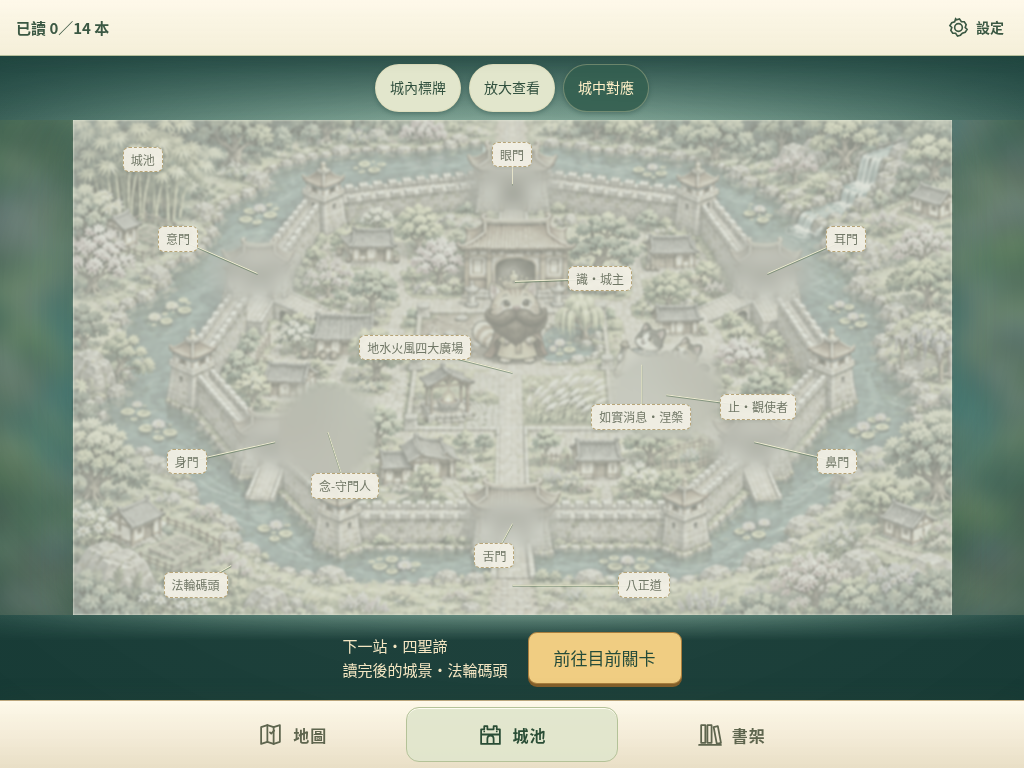 已讀 0／14 本
設定
城內標牌
放大查看
城中對應
城池
眼門
意門
耳門
識・城主
地水火風四大廣場
止・觀使者
如實消息・涅槃
身門
鼻門
念-守門人
舌門
法輪碼頭
八正道
下一站・四聖諦
讀完後的城景・法輪碼頭
前往目前關卡
地圖
城池
書架